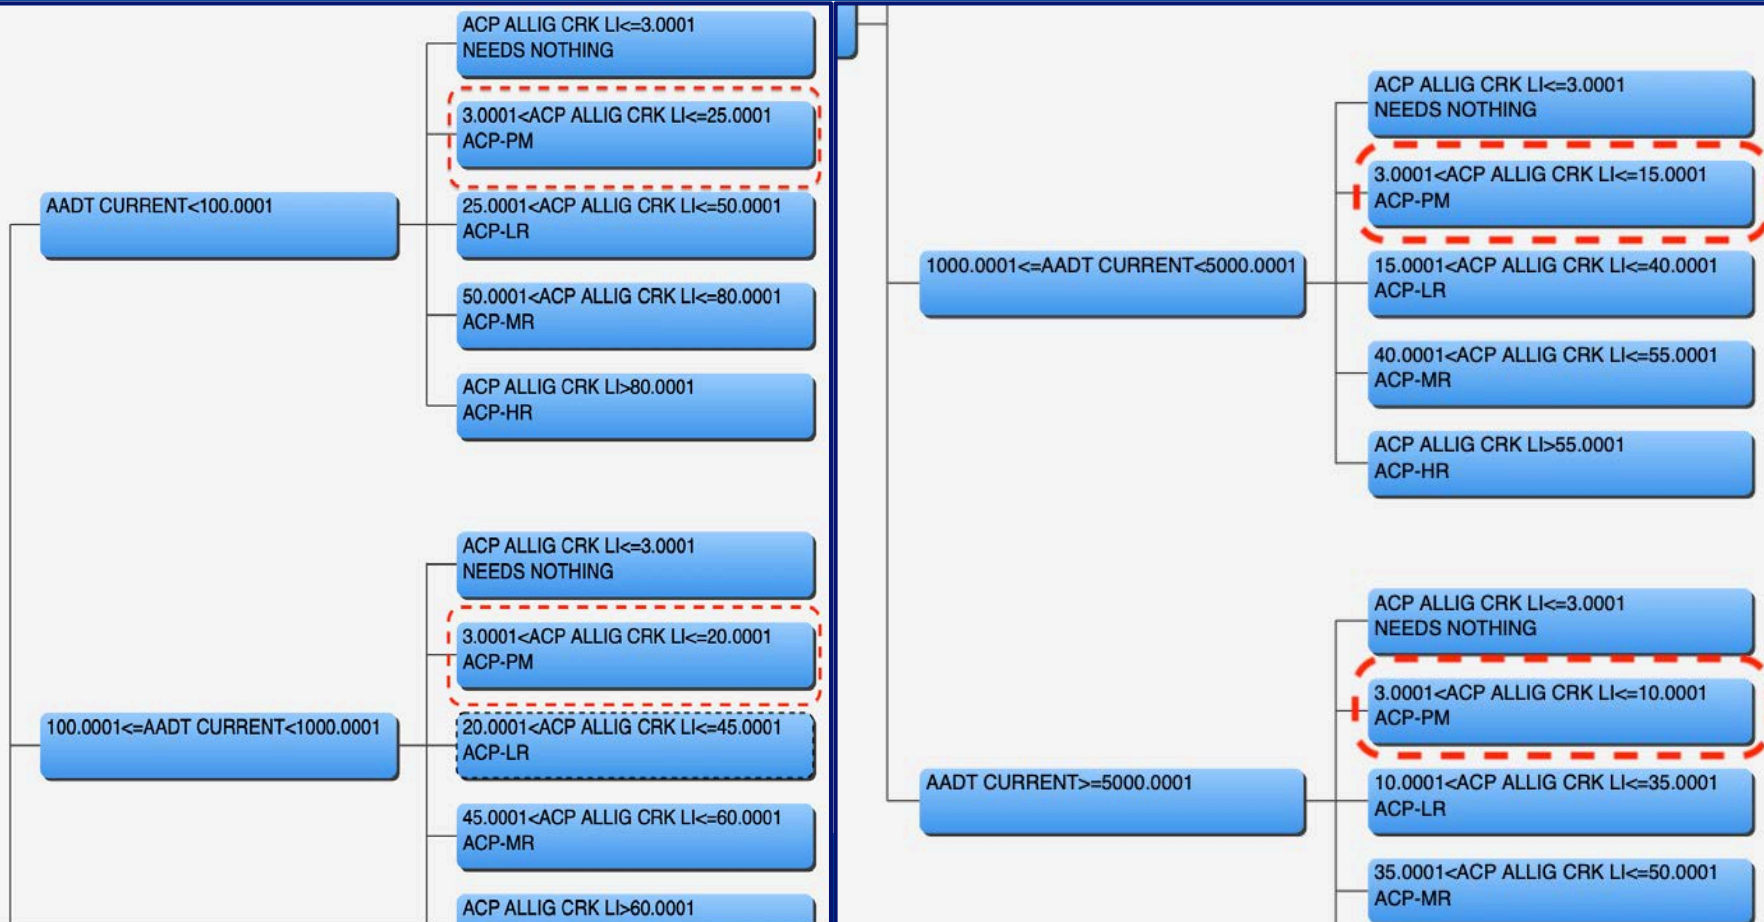 ACP ALLIG CRK LI<=3.0001
NEEDS NOTHING
3.0001<ACP ALLIG CRK LI<=25.0001
ACP-PM
AADT CURRENT<100.0001
25.0001<ACP ALLIG CRK LI<=50.0001
ACP-LR
50.0001<ACP ALLIG CRK LI<=80.0001
ACP-MR
ACP ALLIG CRK LI>80.0001
ACP-HR
ACP ALLIG CRK LI<=3.0001
NEEDS NOTHING
3.0001<ACP ALLIG CRK LI<=20.0001
ACP-PM
100.0001<=AADT CURRENT<1000.0001
20.0001<ACP ALLIG CRK LI<=45.0001
ACP-LR
45.0001<ACP ALLIG CRK LI<=60.0001
ACP-MR
ACP ALLIG CRK LI>60.0001
ACP ALLIG CRK LI<=3.0001
NEEDS NOTHING
3.0001<ACP ALLIG CRK LI<=15.0001
ACP-PM
1000.0001<=AADT CURRENT<5000.0001
15.0001<ACP ALLIG CRK LI<=40.0001
ACP-LR
40.0001<ACP ALLIG CRK LI<=55.0001
ACP-MR
ACP ALLIG CRK LI>55.0001
ACP-HR
ACP ALLIG CRK LI<=3.0001
NEEDS NOTHING
3.0001<ACP ALLIG CRK LI<=10.0001
ACP-PM
AADT CURRENT>=5000.0001
10.0001<ACP ALLIG CRK LI<=35.0001
ACP-LR
35.0001<ACP ALLIG CRK LI<=50.0001
ACP-MR